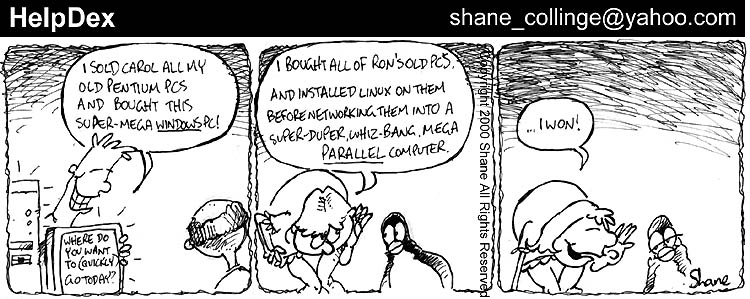 HelpDex
shane_collinge@yahoo.com
I SOLD CAROL ALL MY
OLD PENTIUM PCS
AND BOUGHT THIS
SUPER-MEGA WINDOWS PC!
WHERE DO
YOU WANT
TO (QUICKLY)
GO TODAY?
I BOUGHT ALL OF RON'S OLD PCS,
AND INSTALLED LINUX ON THEM
BEFORE NETWORKING THEM INTO A
SUPER-DUPER, WHIZ-BANG, MEGA
PARALLEL COMPUTER.
Copyright 2000 Shane All Rights Reserved
...I WON!
Shane